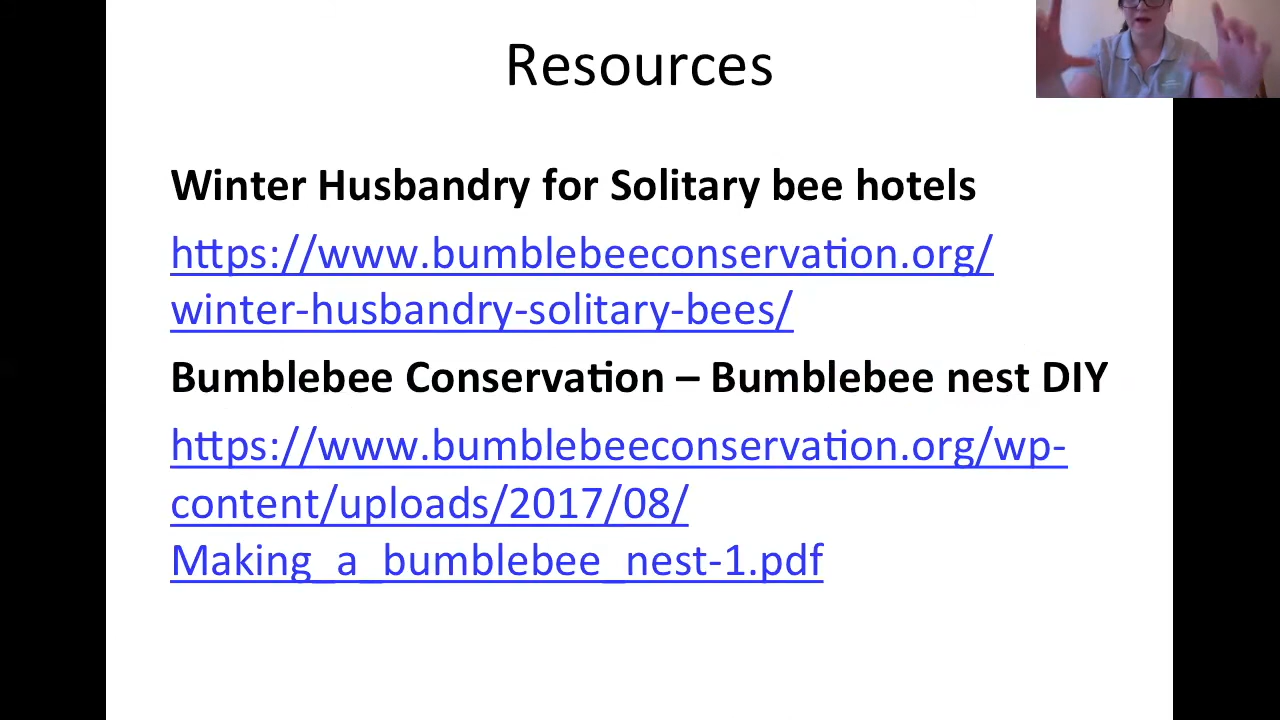 Resources
Winter Husbandry for Solitary bee hotels
https://www.bumblebeeconservation.org/
winter-husbandry-solitary-bees/
Bumblebee Conservation – Bumblebee nest DIY
https://www.bumblebeeconservation.org/wp-
content/uploads/2017/08/
Making_a_bumblebee_nest-1.pdf